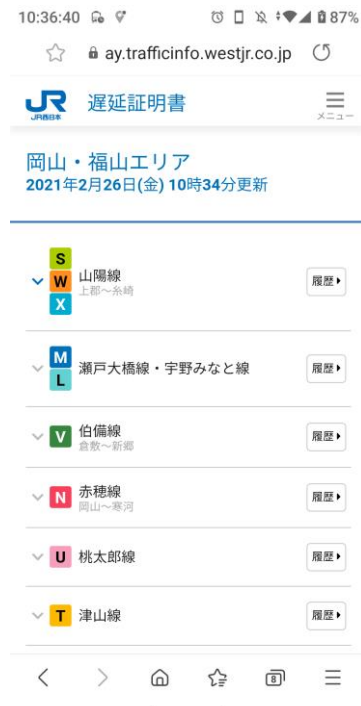 10:36:40 87%
ay.trafficinfo.westjr.co.jp
JR
JR西日本
遅延証明書
メニュー
岡山・福山エリア
2021年2月26日(金) 10時34分更新
S
W
X
山陽線
上郡～糸崎
履歴
M
L
瀬戸大橋線・宇野みなと線
履歴
V
伯備線
倉敷～新郷
履歴
N
赤穂線
岡山～寒河
履歴
U
桃太郎線
履歴
T
津山線
履歴
8